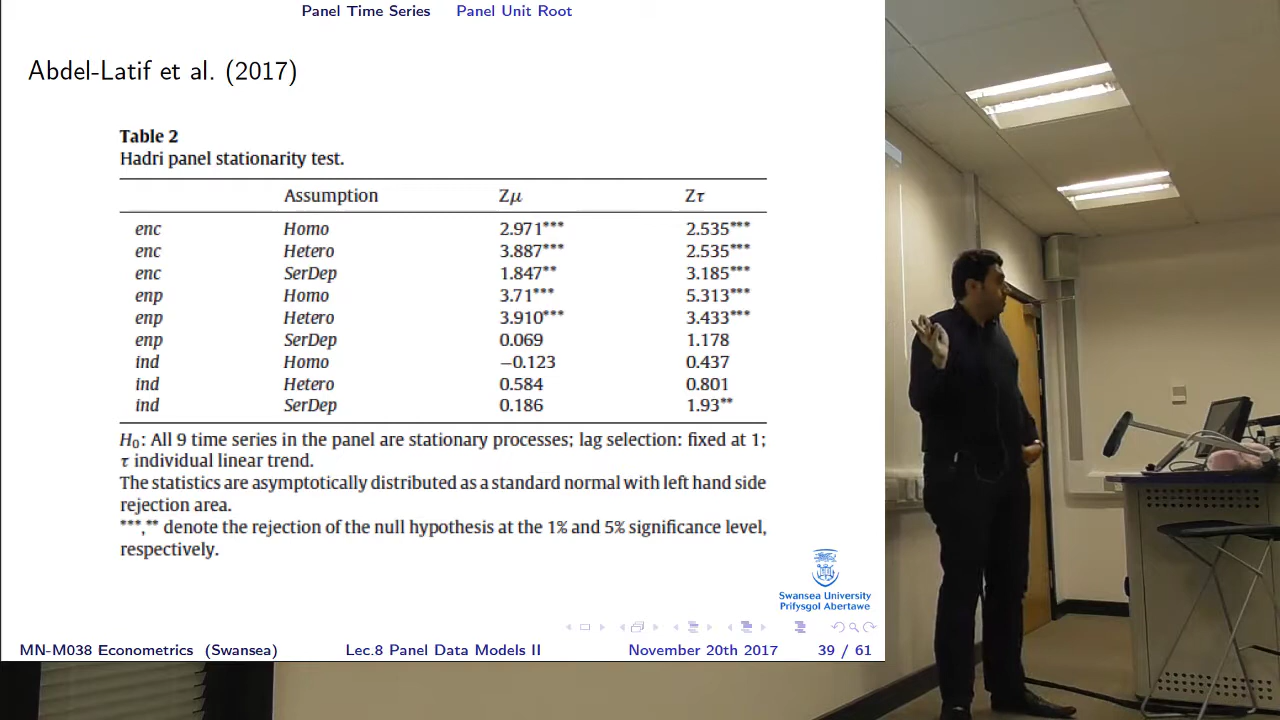 Panel Time Series Panel Unit Root
Abdel-Latif et al. (2017)
Table 2
Hadri panel stationarity test.
Assumption Zμ Zτ
enc Homo 2.971*** 2.535***
enc Hetero 3.887*** 2.535***
enc SerDep 1.847** 3.185***
enp Homo 3.71*** 5.313***
enp Hetero 3.910*** 3.433***
enp SerDep 0.069 1.178
ind Homo −0.123 0.437
ind Hetero 0.584 0.801
ind SerDep 0.186 1.93**
H₀: All 9 time series in the panel are stationary processes; lag selection: fixed at 1;
τ individual linear trend.
The statistics are asymptotically distributed as a standard normal with left hand side
rejection area.
***,** denote the rejection of the null hypothesis at the 1% and 5% significance level,
respectively.
Swansea University
Prifysgol Abertawe
MN-M038 Econometrics (Swansea) Lec.8 Panel Data Models II November 20th 2017 39 / 61